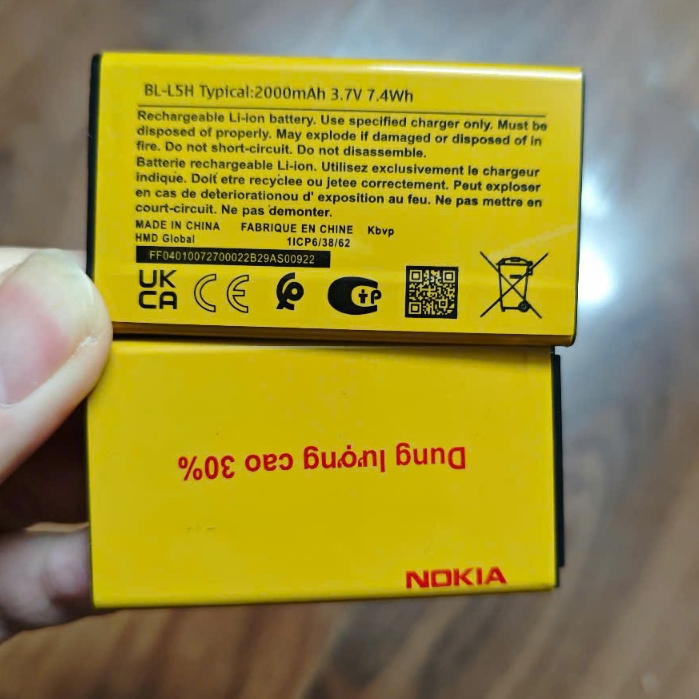 BL-L5H Typical:2000mAh 3.7V 7.4Wh
Rechargeable Li-ion battery. Use specified charger only. Must be
disposed of properly. May explode if damaged or disposed of in
fire. Do not short-circuit. Do not disassemble.
Batterie rechargeable Li-ion. Utilisez exclusivement le chargeur
indique. Doit etre recyclee ou jetee correctement. Peut exploser
en cas de deteriorationou d' exposition au feu. Ne pas mettre en
court-circuit. Ne pas demonter.
MADE IN CHINA FABRIQUE EN CHINE Kbvp
HMD Global 1ICP6/38/62
FF04010072700022B29AS00922
UK
CA CE
Dung lượng cao 30%
NOKIA